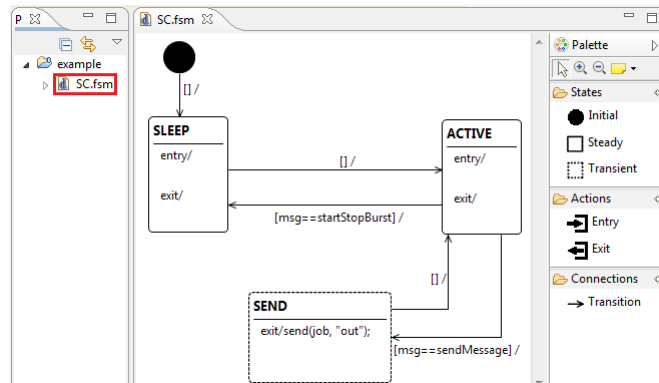 P
SC.fsm
example
SC.fsm
[] /
SLEEP
entry/
exit/
[] /
[msg==startStopBurst] /
ACTIVE
entry/
exit/
[] /
SEND
exit/send(job, "out");
[msg==sendMessage] /
Palette
States
Initial
Steady
Transient
Actions
Entry
Exit
Connections
Transition